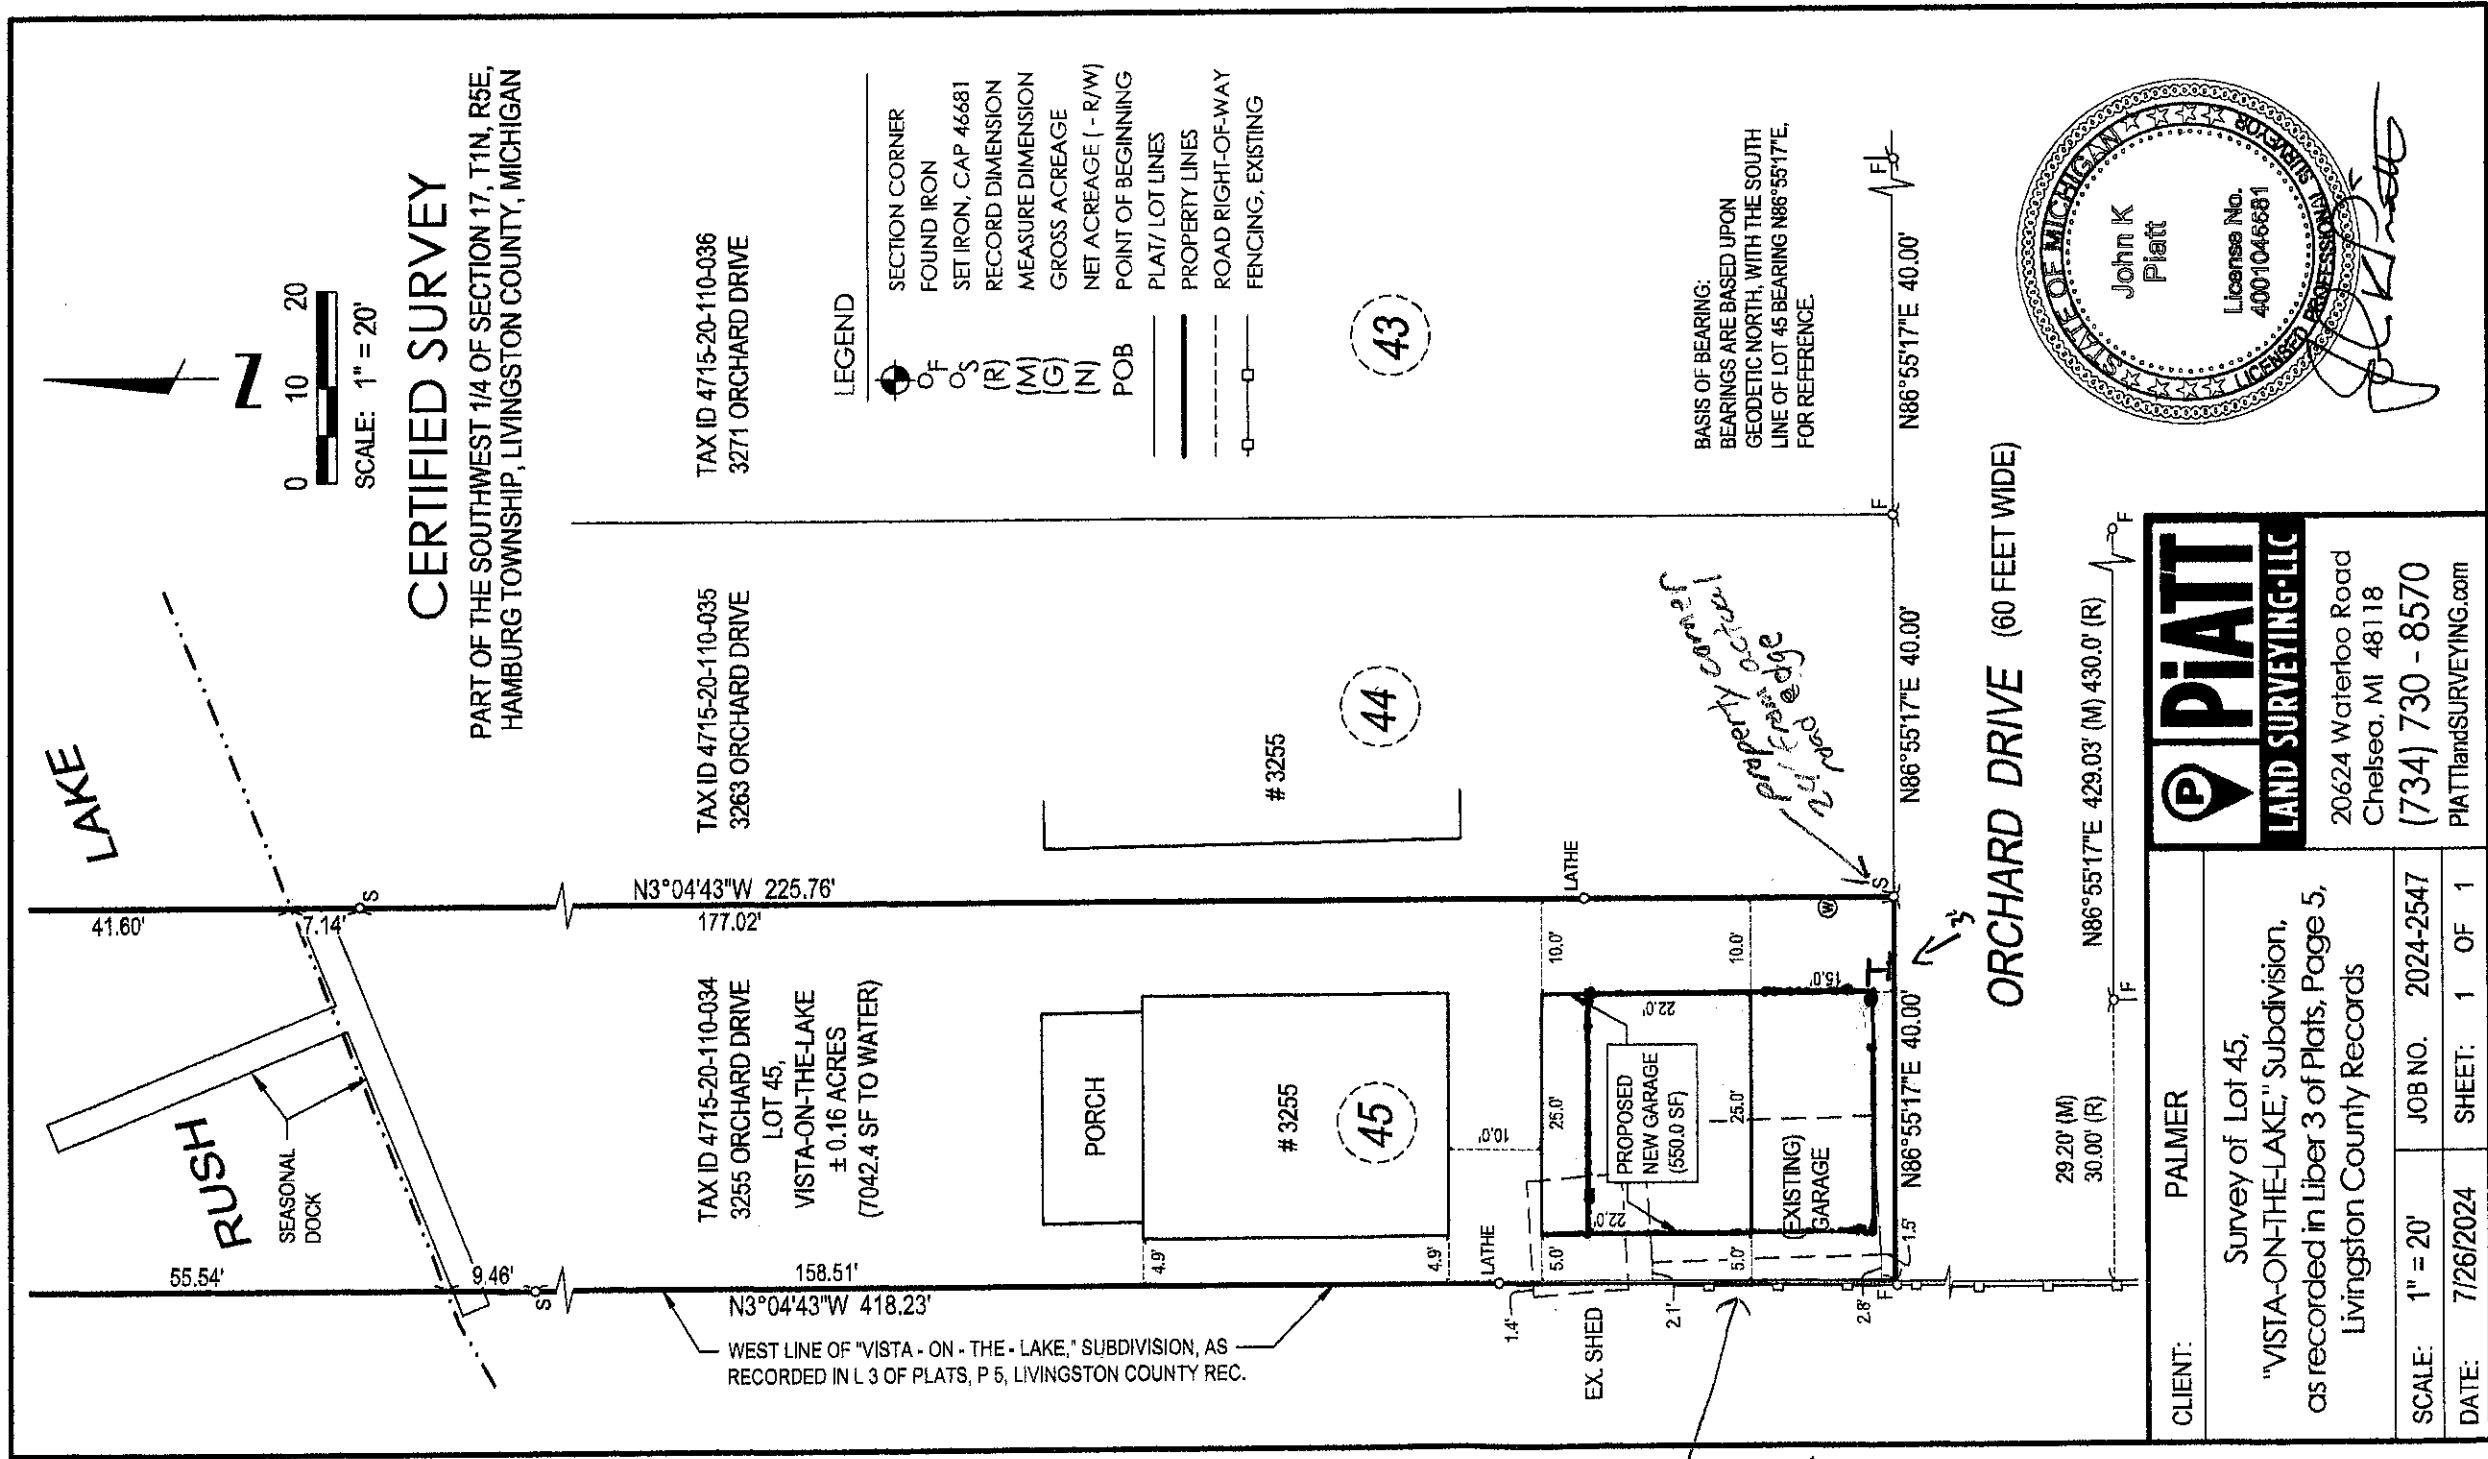 LAKE
RUSH
SEASONAL
DOCK
41.60'
7.14'
S
55.54'
9.46'
S
N
0 10 20
SCALE: 1" = 20'
CERTIFIED SURVEY
PART OF THE SOUTHWEST 1/4 OF SECTION 17, T1N, R5E,
HAMBURG TOWNSHIP, LIVINGSTON COUNTY, MICHIGAN
N3°04'43"W 225.76'
177.02'
158.51'
N3°04'43"W 418.23'
TAX ID 4715-20-110-034
3255 ORCHARD DRIVE
LOT 45,
VISTA-ON-THE-LAKE
± 0.16 ACRES
(7042.4 SF TO WATER)
TAX ID 4715-20-110-035
3263 ORCHARD DRIVE
TAX ID 4715-20-110-036
3271 ORCHARD DRIVE
WEST LINE OF "VISTA - ON - THE - LAKE," SUBDIVISION, AS
RECORDED IN L 3 OF PLATS, P 5, LIVINGSTON COUNTY REC.
LEGEND
SECTION CORNER
F FOUND IRON
S SET IRON, CAP 46681
(R) RECORD DIMENSION
(M) MEASURE DIMENSION
(G) GROSS ACREAGE
(N) NET ACREAGE ( - R/W)
POB POINT OF BEGINNING
PLAT/ LOT LINES
PROPERTY LINES
ROAD RIGHT-OF-WAY
FENCING, EXISTING
PORCH
4.9'
# 3255
45
4.9'
10.0'
# 3255
44
43
LATHE
LATHE
1.4'
EX. SHED
5.0'
25.0'
10.0'
22.0'
22.0'
PROPOSED
NEW GARAGE
(550.0 SF)
2.1'
5.0'
25.0'
10.0'
15.0'
(EXISTING)
GARAGE
W
2.8'
1.5'
F
S
F
F
property corner
24' from actual
road edge
3'
BASIS OF BEARING:
BEARINGS ARE BASED UPON
GEODETIC NORTH, WITH THE SOUTH
LINE OF LOT 45 BEARING N86°55'17"E,
FOR REFERENCE.
N86°55'17"E 40.00'
N86°55'17"E 40.00'
N86°55'17"E 40.00'
ORCHARD DRIVE (60 FEET WIDE)
29.20' (M)
30.00' (R)
N86°55'17"E 429.03' (M) 430.0' (R)
F
F
STATE OF MICHIGAN
John K
Piatt
License No.
4001046681
LICENSED PROFESSIONAL SURVEYOR
CLIENT: PALMER
Survey of Lot 45,
"VISTA-ON-THE-LAKE," Subdivision,
as recorded in Liber 3 of Plats, Page 5,
Livingston County Records
SCALE: 1" = 20' JOB NO. 2024-2547
DATE: 7/26/2024 SHEET: 1 OF 1
P PiATT
LAND SURVEYING·LLC
20624 Waterloo Road
Chelsea, MI 48118
(734) 730 - 8570
PIATTlandSURVEYING.com